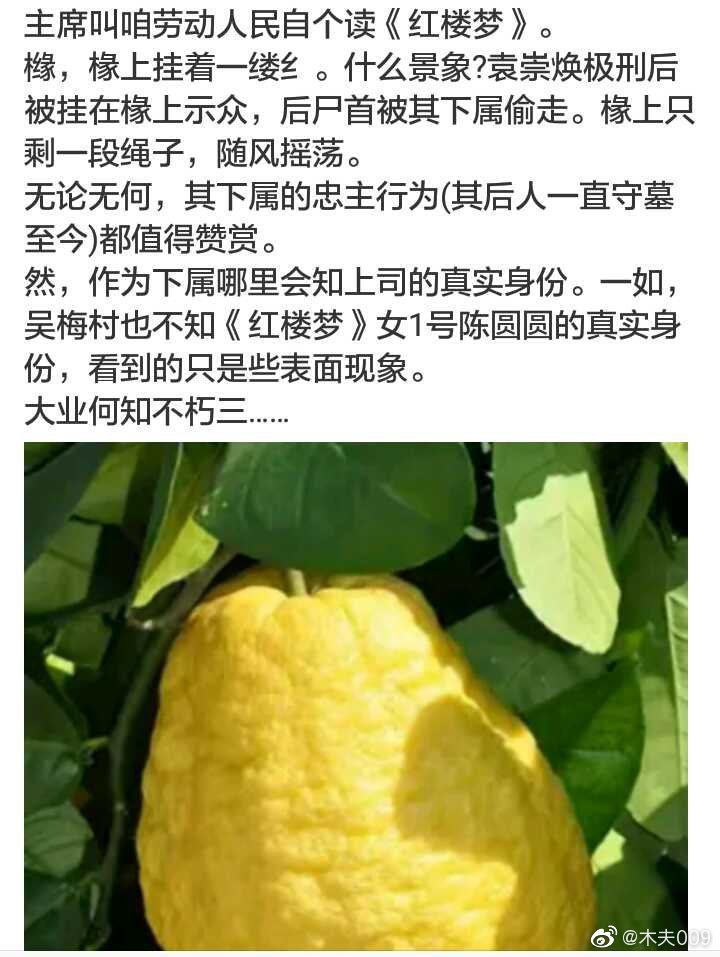 主席叫咱劳动人民自个读《红楼梦》。
橼，椽上挂着一缕纟。什么景象?袁崇焕极刑后
被挂在椽上示众，后尸首被其下属偷走。椽上只
剩一段绳子，随风摇荡。
无论无何，其下属的忠主行为(其后人一直守墓
至今)都值得赞赏。
然，作为下属哪里会知上司的真实身份。一如，
吴梅村也不知《红楼梦》女1号陈圆圆的真实身
份，看到的只是些表面现象。
大业何知不朽三……
@木夫009